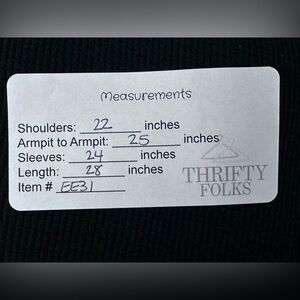 Measurements
Shoulders: 22 inches
Armpit to Armpit: 25 inches
Sleeves: 24 inches
Length: 28 inches
Item # EE31
THRIFTY
FOLKS